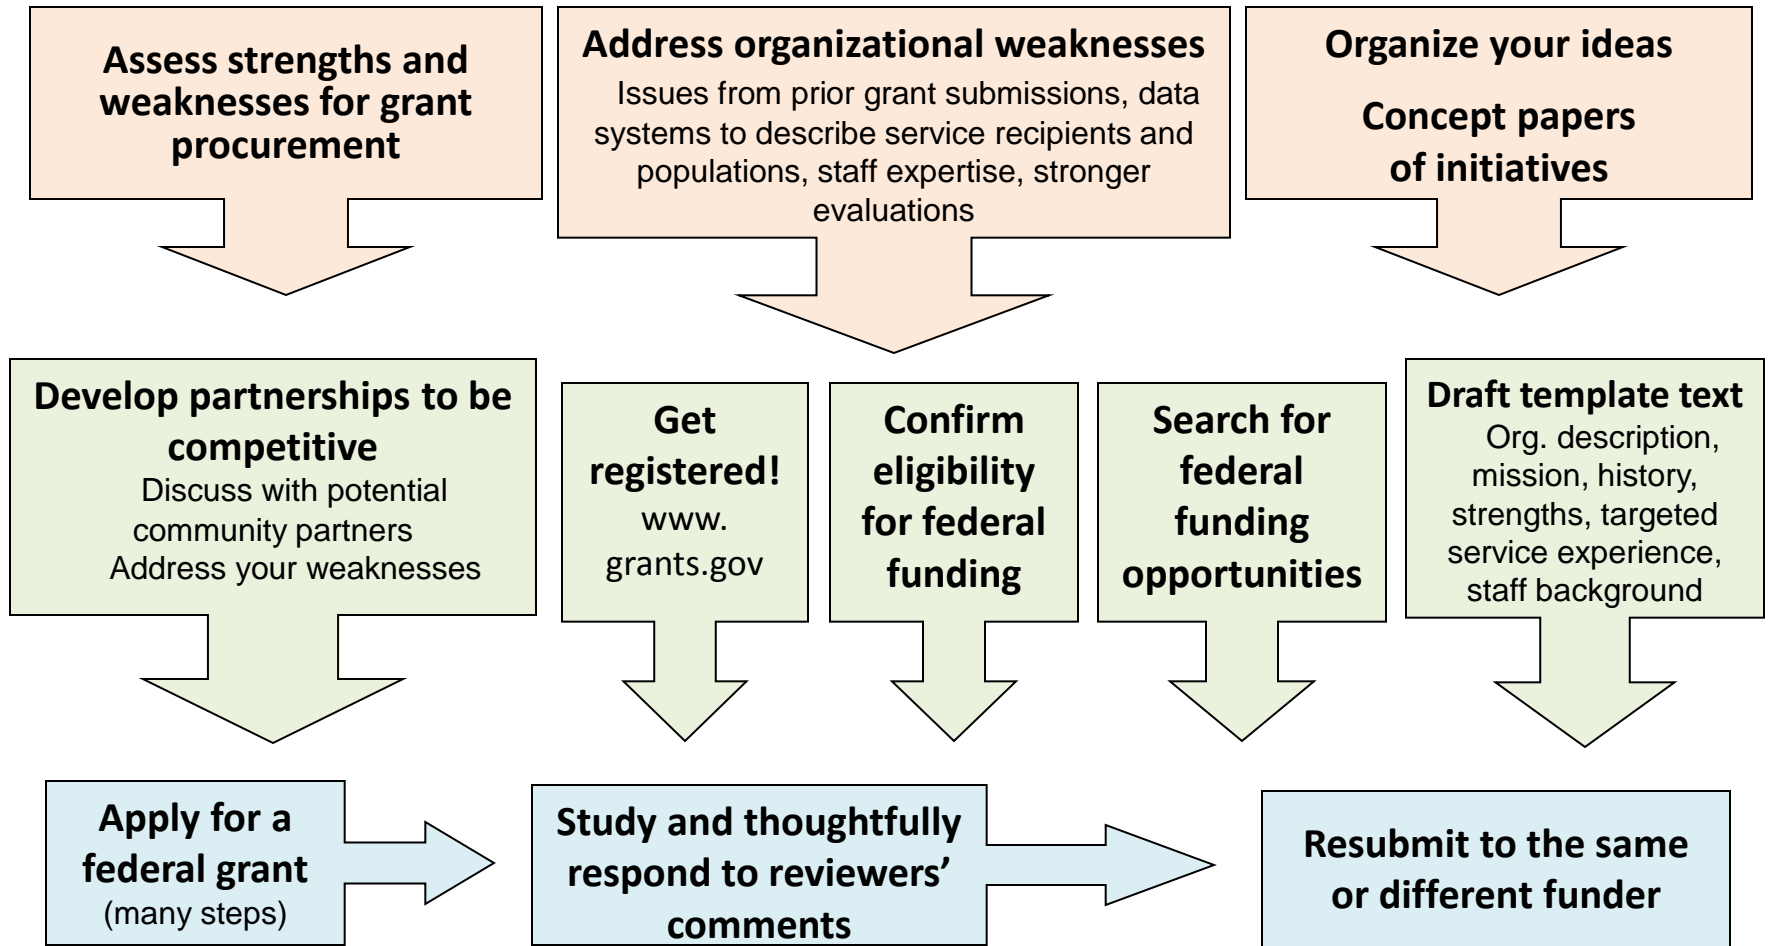 Assess strengths and
weaknesses for grant
procurement
Address organizational weaknesses
Issues from prior grant submissions, data
systems to describe service recipients and
populations, staff expertise, stronger
evaluations
Organize your ideas
Concept papers
of initiatives
Develop partnerships to be
competitive
Discuss with potential
community partners
Address your weaknesses
Get
registered!
www.
grants.gov
Confirm
eligibility
for federal
funding
Search for
federal
funding
opportunities
Draft template text
Org. description,
mission, history,
strengths, targeted
service experience,
staff background
Apply for a
federal grant
(many steps)
Study and thoughtfully
respond to reviewers’
comments
Resubmit to the same
or different funder